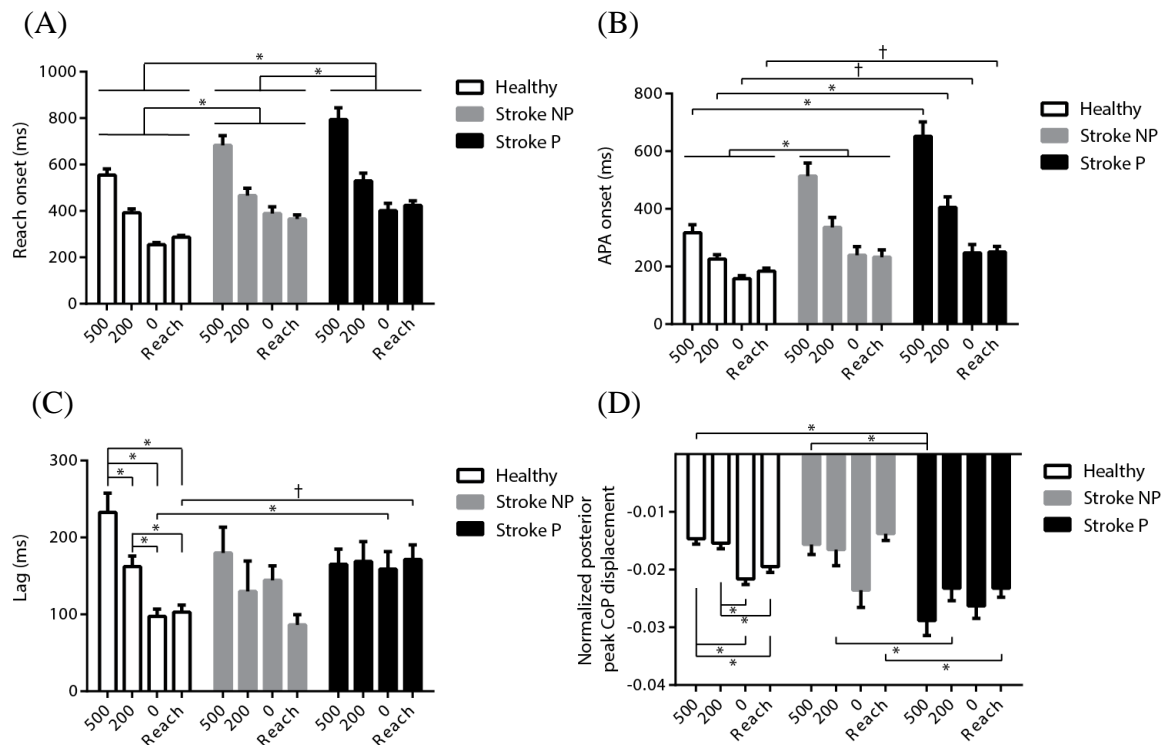 (A)
*
*
*
1000
800
600
400
200
0
Reach onset (ms)
500
200
0
Reach
500
200
0
Reach
500
200
0
Reach
Healthy
Stroke NP
Stroke P
(B)
†
†
*
*
*
800
600
400
200
0
APA onset (ms)
500
200
0
Reach
500
200
0
Reach
500
200
0
Reach
Healthy
Stroke NP
Stroke P
(C)
*
*
*
*
*
†
*
300
200
100
0
Lag (ms)
500
200
0
Reach
500
200
0
Reach
500
200
0
Reach
Healthy
Stroke NP
Stroke P
(D)
*
*
-0.01
-0.02
-0.03
-0.04
Normalized posterior
peak CoP displacement
*
*
*
*
*
*
500
200
0
Reach
500
200
0
Reach
500
200
0
Reach
Healthy
Stroke NP
Stroke P